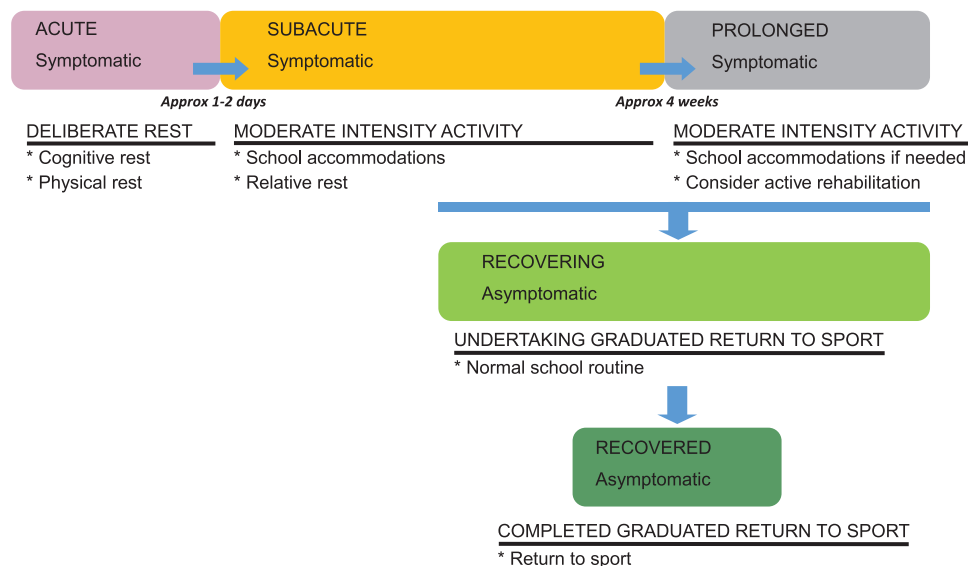 ACUTE
Symptomatic
SUBACUTE
Symptomatic
PROLONGED
Symptomatic
Approx 1-2 days
Approx 4 weeks
DELIBERATE REST
* Cognitive rest
* Physical rest
MODERATE INTENSITY ACTIVITY
* School accommodations
* Relative rest
MODERATE INTENSITY ACTIVITY
* School accommodations if needed
* Consider active rehabilitation
RECOVERING
Asymptomatic
UNDERTAKING GRADUATED RETURN TO SPORT
* Normal school routine
RECOVERED
Asymptomatic
COMPLETED GRADUATED RETURN TO SPORT
* Return to sport